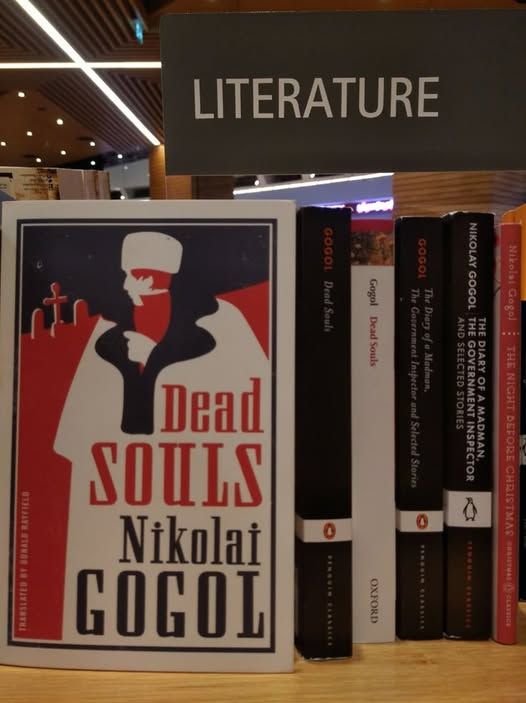 LITERATURE
Dead
SOULS
Nikolai
GOGOL
TRANSLATED BY DONALD RAYFIELD
GOGOL Dead Souls
PENGUIN CLASSICS
Gogol Dead Souls
OXFORD
GOGOL The Diary of a Madman,
The Government Inspector and Selected Stories
PENGUIN CLASSICS
NIKOLAY GOGOL THE DIARY OF A MADMAN,
THE GOVERNMENT INSPECTOR
AND SELECTED STORIES
PENGUIN CLASSICS
Nikolai Gogol THE NIGHT BEFORE CHRISTMAS
CHRISTMAS CLASSICS